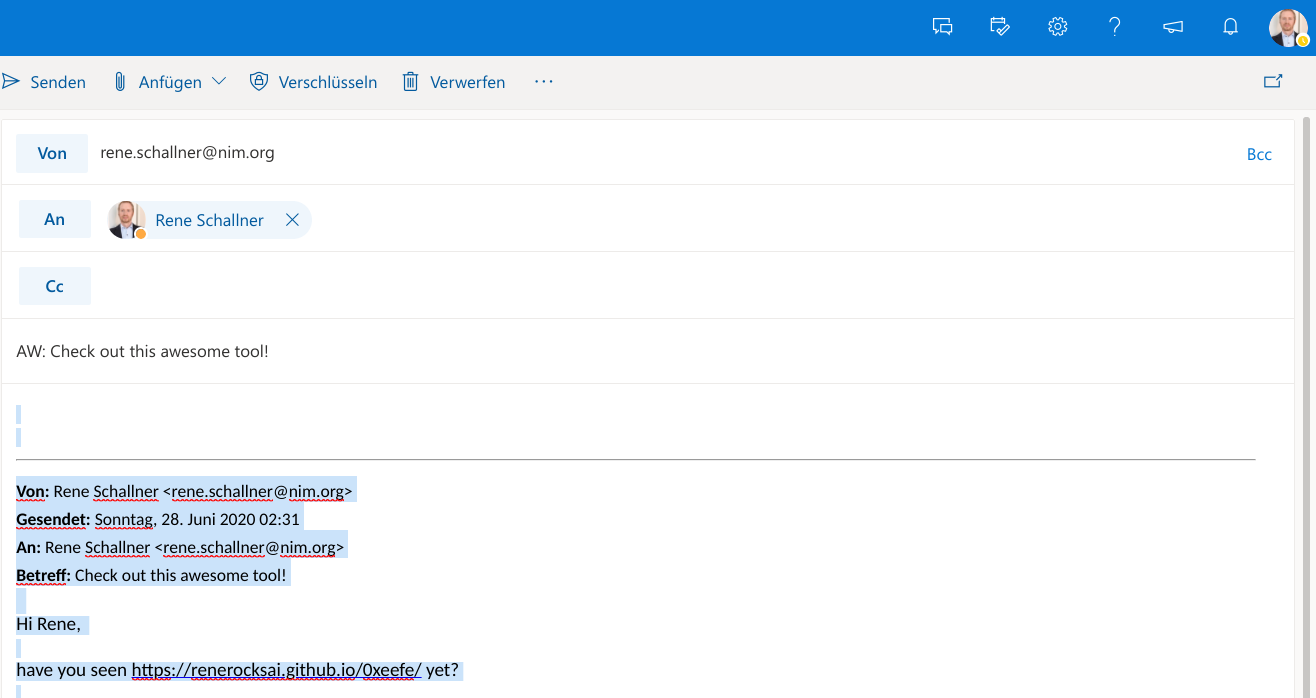 Senden Anfügen Verschlüsseln Verwerfen ...
Von rene.schallner@nim.org Bcc
An Rene Schallner
Cc
AW: Check out this awesome tool!
Von: Rene Schallner <rene.schallner@nim.org>
Gesendet: Sonntag, 28. Juni 2020 02:31
An: Rene Schallner <rene.schallner@nim.org>
Betreff: Check out this awesome tool!
Hi Rene,
have you seen https://renerocksai.github.io/0xeefe/ yet?